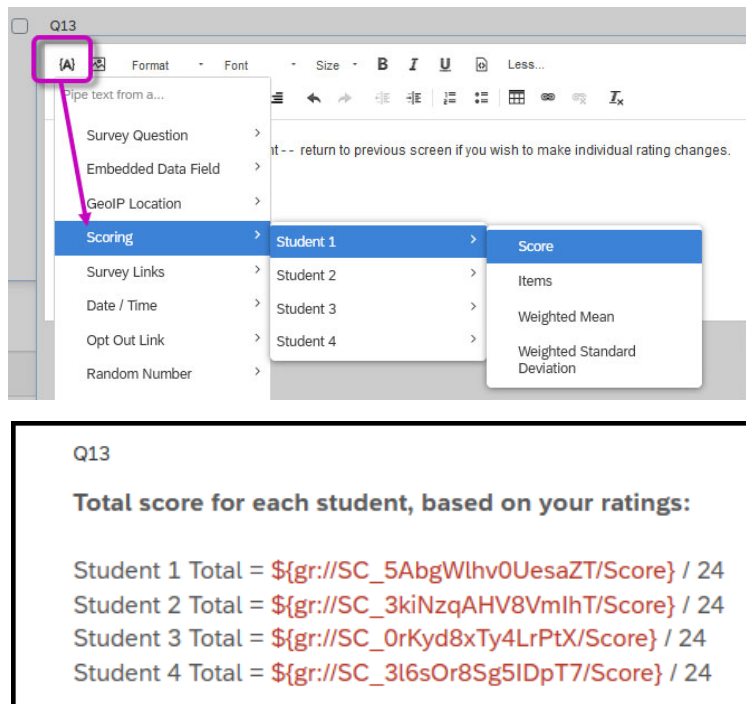 Q13
{A} Format - Font - Size - B I U Less...
Pipe text from a...
Survey Question
return to previous screen if you wish to make individual rating changes.
Embedded Data Field
GeoIP Location
Scoring
Student 1
Score
Survey Links
Student 2
Items
Date / Time
Student 3
Weighted Mean
Opt Out Link
Student 4
Weighted Standard
Deviation
Random Number
Q13
Total score for each student, based on your ratings:
Student 1 Total = ${gr://SC_5AbgWlhv0UesaZT/Score} / 24
Student 2 Total = ${gr://SC_3kiNzqAHV8VmIhT/Score} / 24
Student 3 Total = ${gr://SC_0rKyd8xTy4LrPtX/Score} / 24
Student 4 Total = ${gr://SC_3l6sOr8Sg5IDpT7/Score} / 24